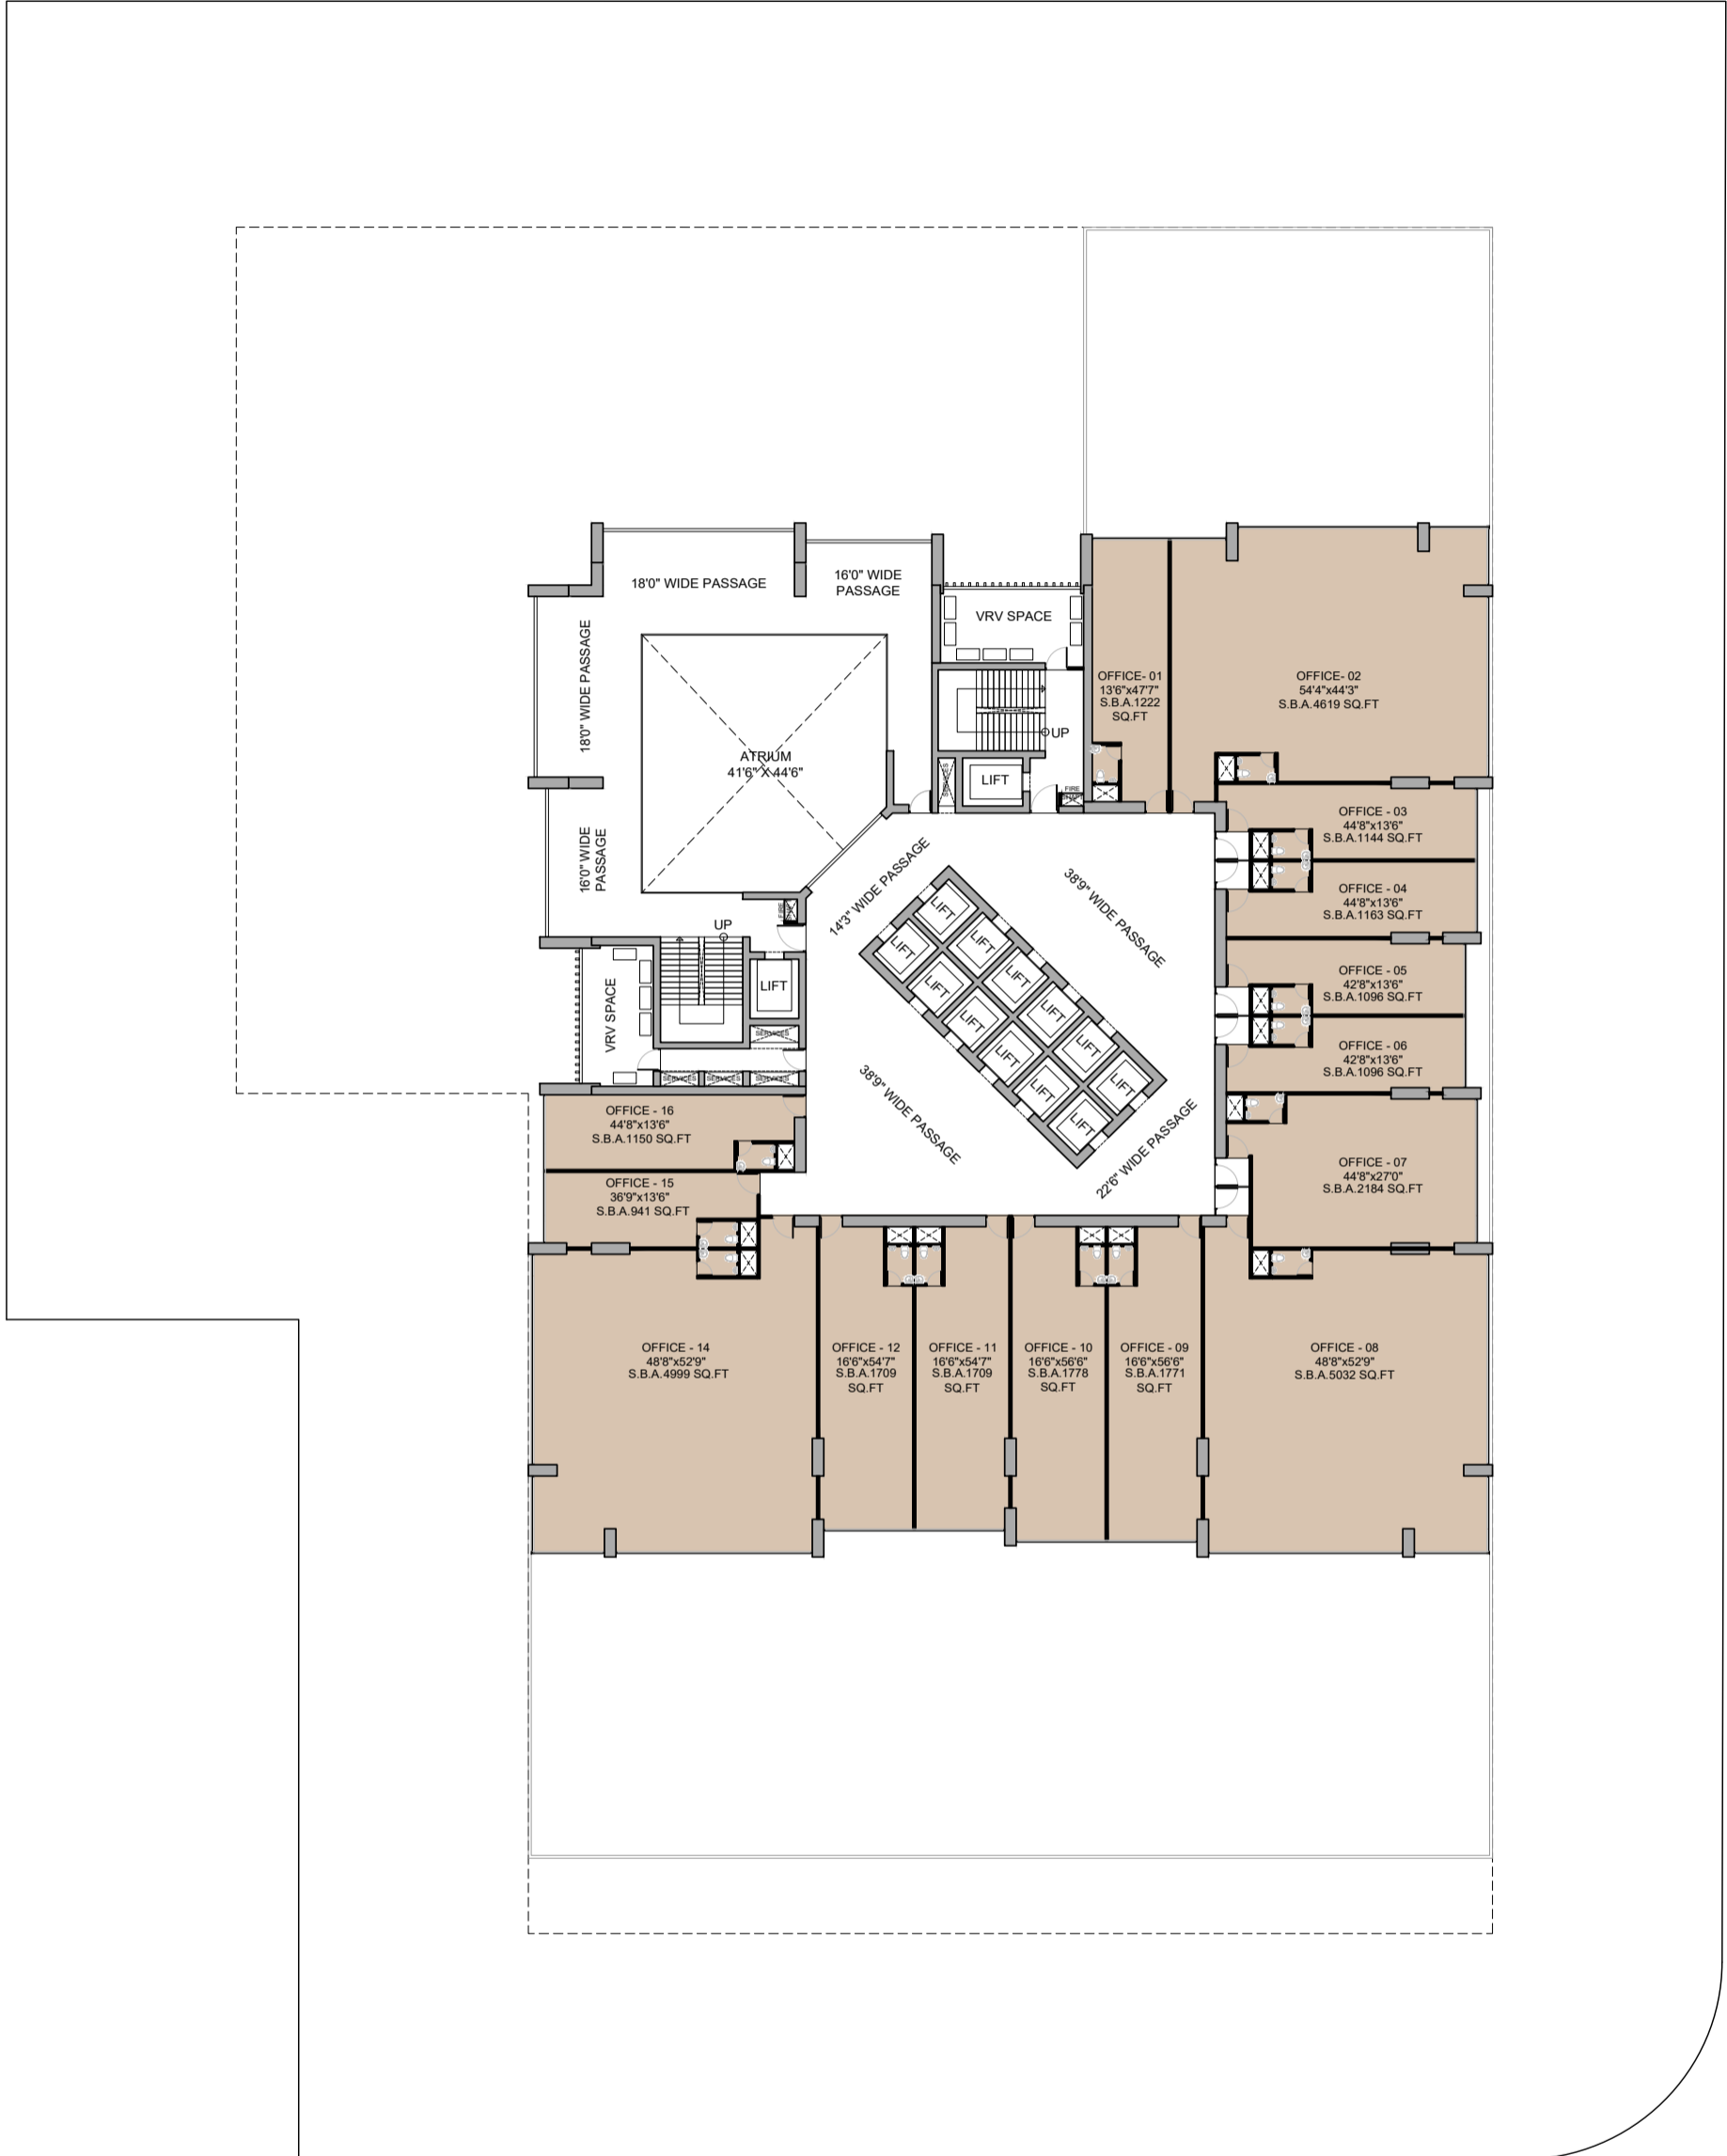 18'0" WIDE PASSAGE
16'0" WIDE
PASSAGE
VRV SPACE
18'0" WIDE PASSAGE
OFFICE- 01
13'6"x47'7"
S.B.A.1222
SQ.FT
OFFICE- 02
54'4"x44'3"
S.B.A.4619 SQ.FT
UP
ATRIUM
41'6" X 44'6"
SERVICES
LIFT
FIRE
OFFICE - 03
44'8"x13'6"
S.B.A.1144 SQ.FT
16'0" WIDE
PASSAGE
14'3" WIDE PASSAGE
38'9" WIDE PASSAGE
OFFICE - 04
44'8"x13'6"
S.B.A.1163 SQ.FT
FIRE
UP
LIFT
LIFT
LIFT
LIFT
LIFT
LIFT
LIFT
LIFT
LIFT
LIFT
LIFT
LIFT
LIFT
VRV SPACE
SERVICES
SERVICES
SERVICES
SERVICES
OFFICE - 05
42'8"x13'6"
S.B.A.1096 SQ.FT
OFFICE - 06
42'8"x13'6"
S.B.A.1096 SQ.FT
38'9" WIDE PASSAGE
22'6" WIDE PASSAGE
OFFICE - 16
44'8"x13'6"
S.B.A.1150 SQ.FT
OFFICE - 07
44'8"x27'0"
S.B.A.2184 SQ.FT
OFFICE - 15
36'9"x13'6"
S.B.A.941 SQ.FT
OFFICE - 14
48'8"x52'9"
S.B.A.4999 SQ.FT
OFFICE - 12
16'6"x54'7"
S.B.A.1709
SQ.FT
OFFICE - 11
16'6"x54'7"
S.B.A.1709
SQ.FT
OFFICE - 10
16'6"x56'6"
S.B.A.1778
SQ.FT
OFFICE - 09
16'6"x56'6"
S.B.A.1771
SQ.FT
OFFICE - 08
48'8"x52'9"
S.B.A.5032 SQ.FT